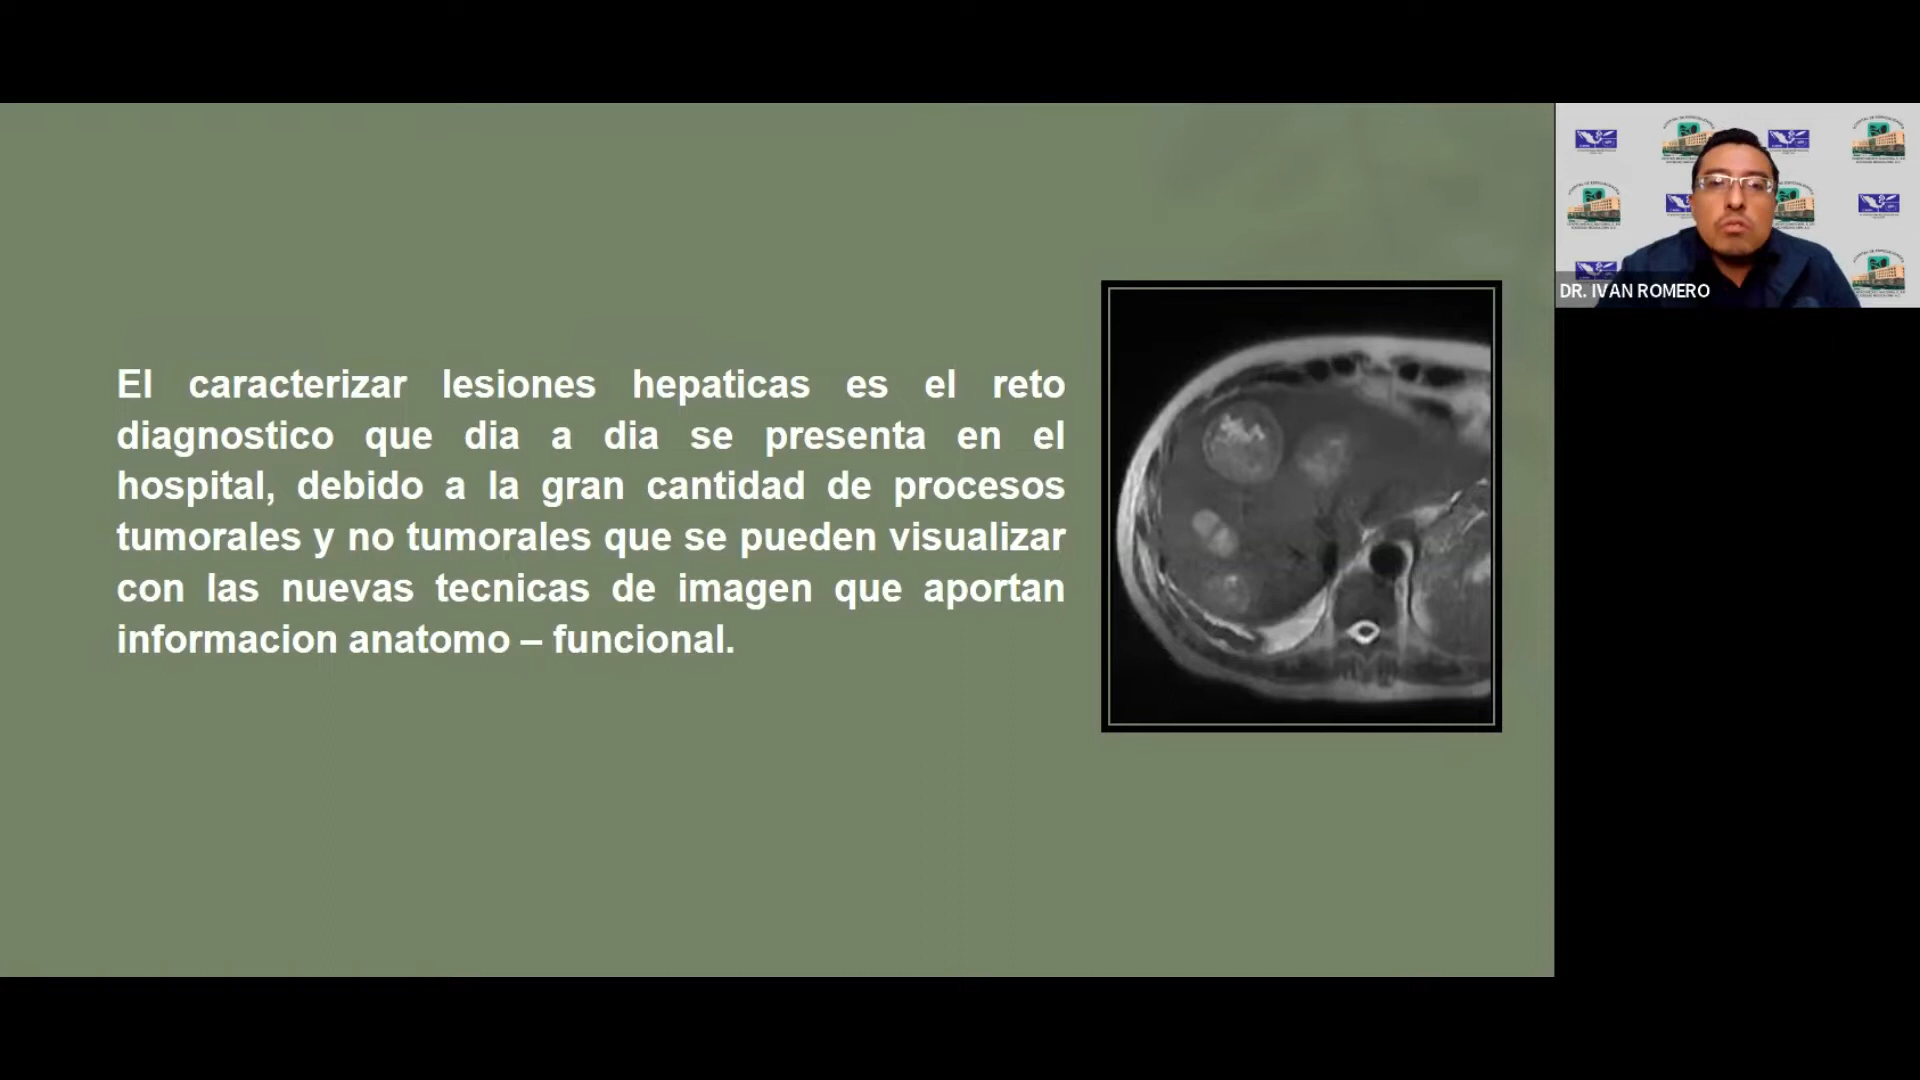 El caracterizar lesiones hepaticas es el reto
diagnostico que dia a dia se presenta en el
hospital, debido a la gran cantidad de procesos
tumorales y no tumorales que se pueden visualizar
con las nuevas tecnicas de imagen que aportan
informacion anatomo – funcional.
DR. IVAN ROMERO